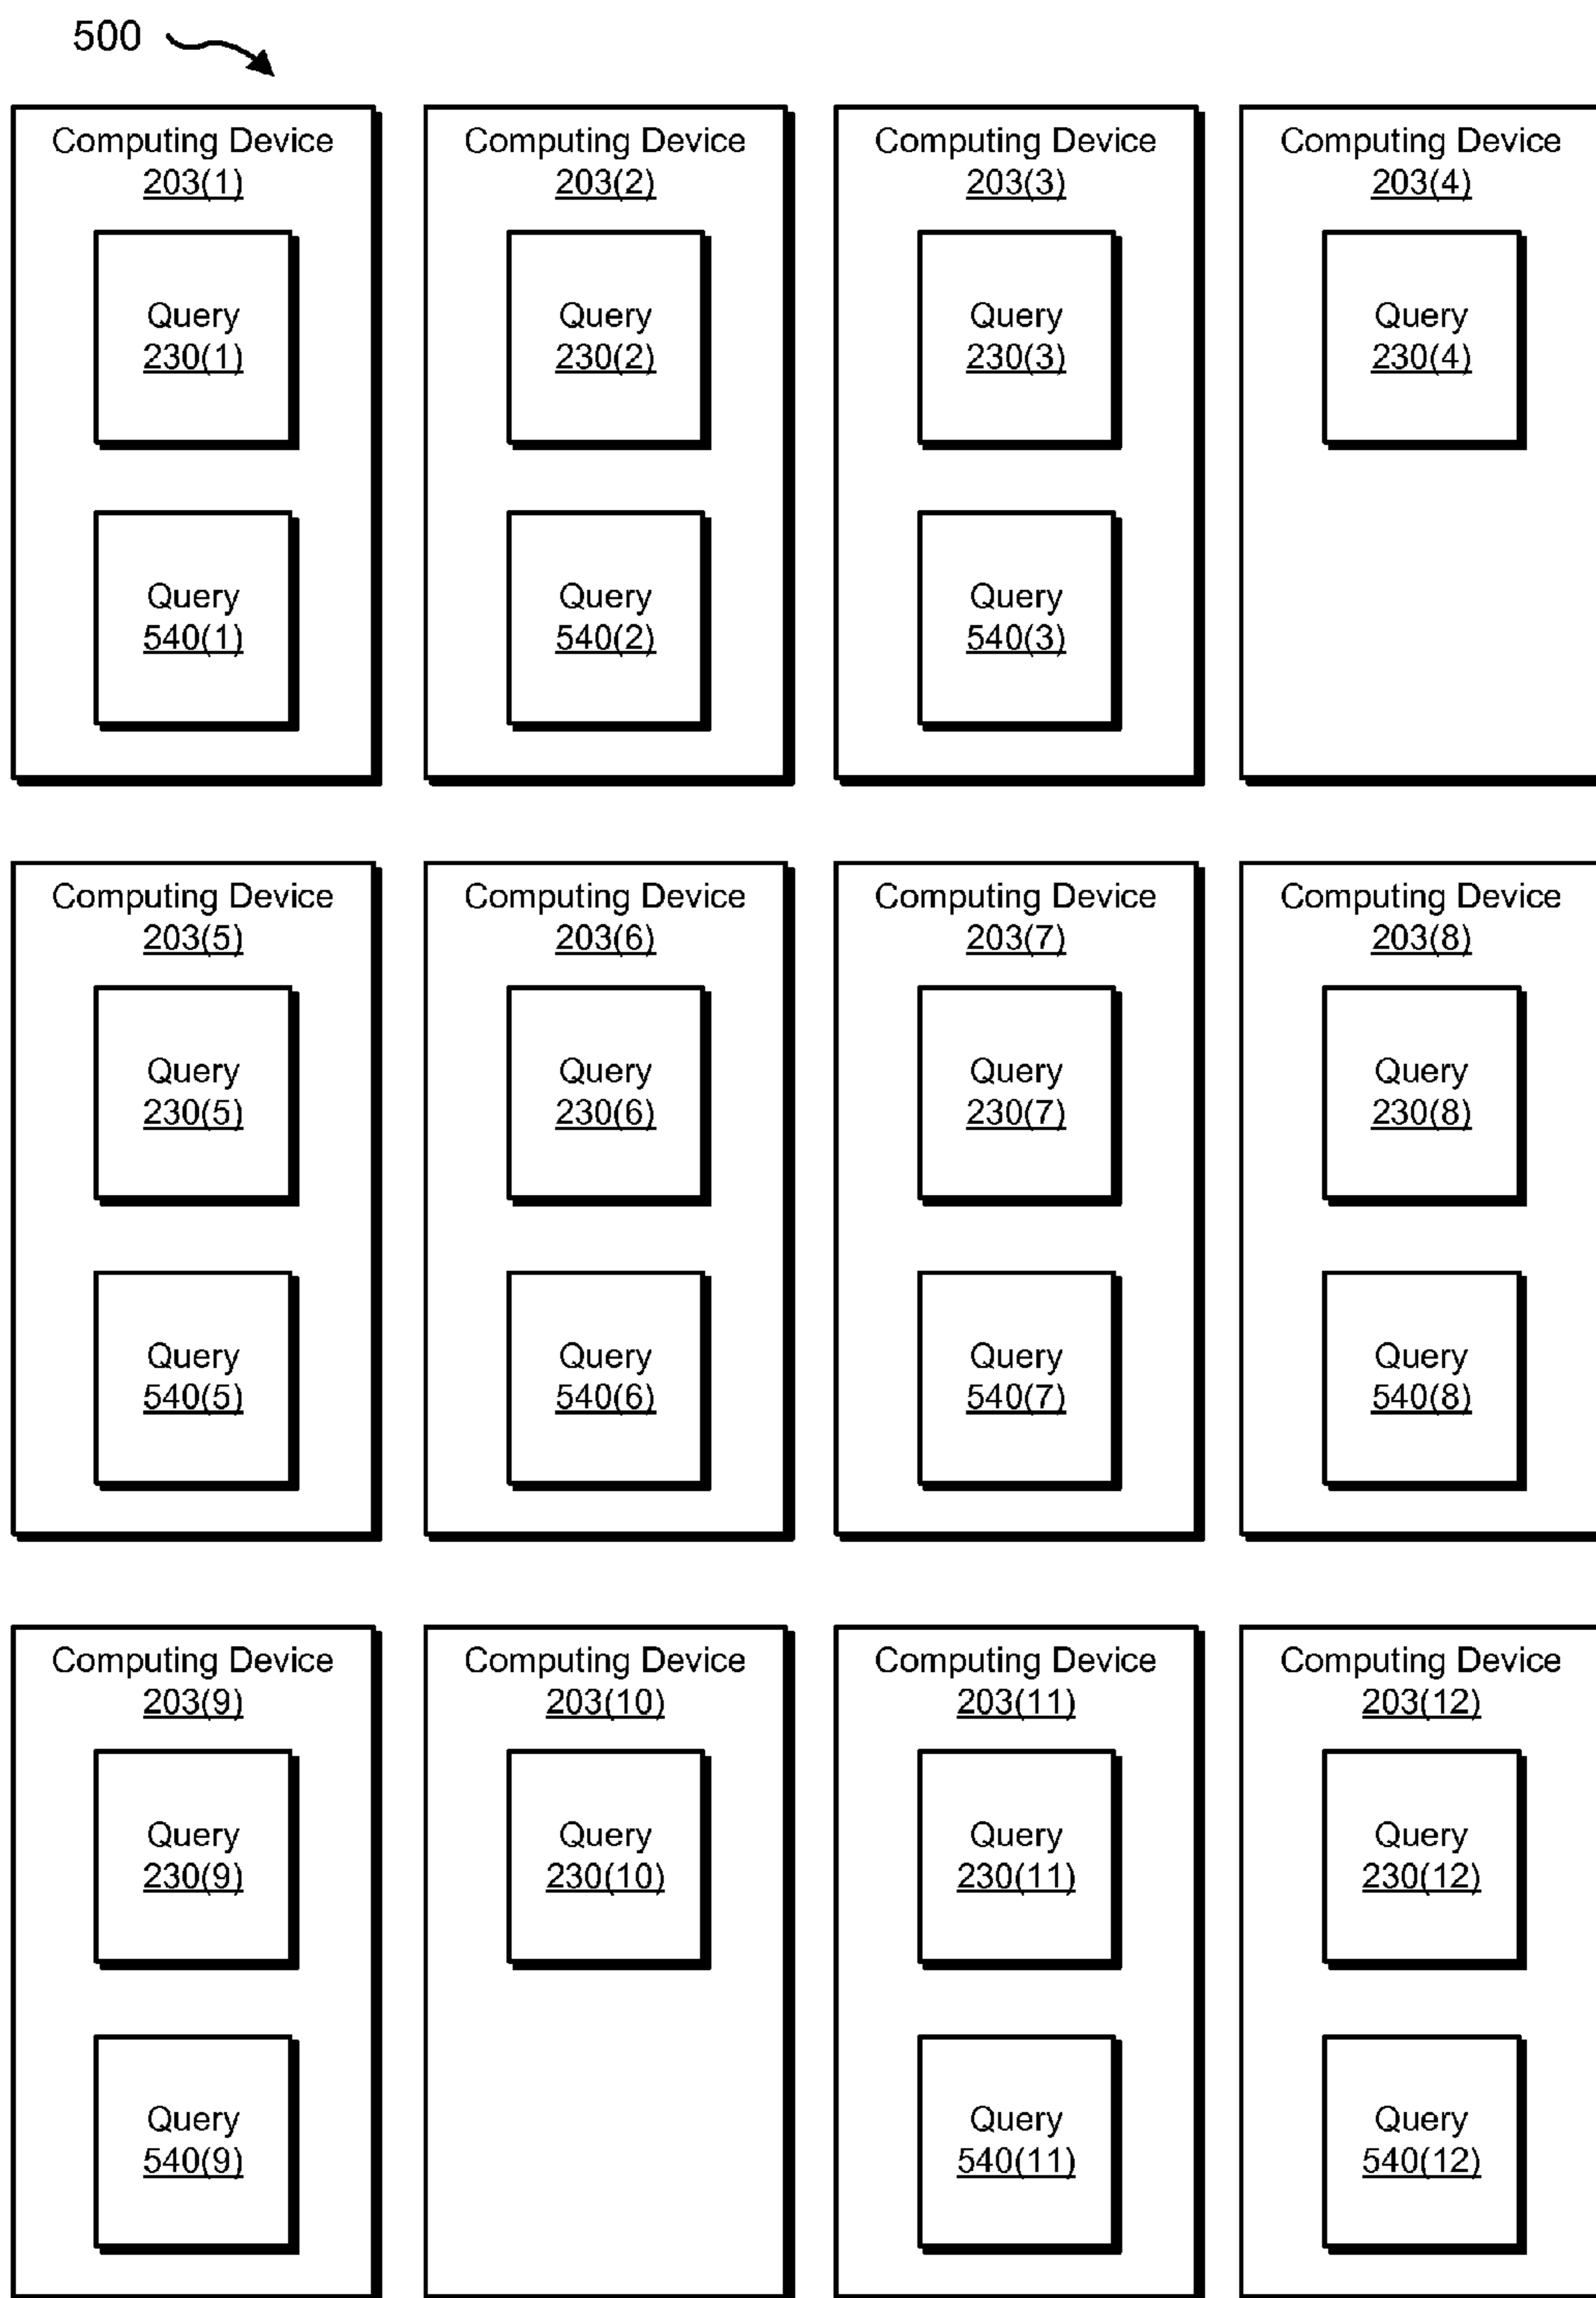 500
Computing Device
203(1)
Query
230(1)
Query
540(1)
Computing Device
203(2)
Query
230(2)
Query
540(2)
Computing Device
203(3)
Query
230(3)
Query
540(3)
Computing Device
203(4)
Query
230(4)
Computing Device
203(5)
Query
230(5)
Query
540(5)
Computing Device
203(6)
Query
230(6)
Query
540(6)
Computing Device
203(7)
Query
230(7)
Query
540(7)
Computing Device
203(8)
Query
230(8)
Query
540(8)
Computing Device
203(9)
Query
230(9)
Query
540(9)
Computing Device
203(10)
Query
230(10)
Computing Device
203(11)
Query
230(11)
Query
540(11)
Computing Device
203(12)
Query
230(12)
Query
540(12)